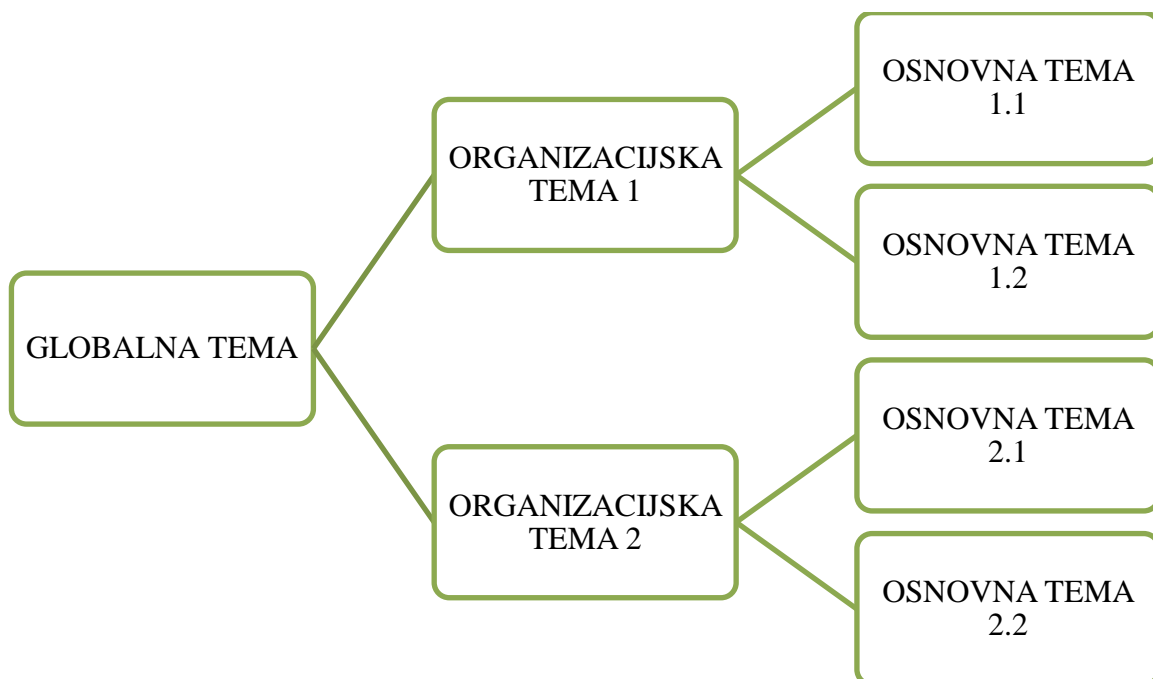 GLOBALNA TEMA
ORGANIZACIJSKA
TEMA 1
OSNOVNA TEMA
1.1
OSNOVNA TEMA
1.2
ORGANIZACIJSKA
TEMA 2
OSNOVNA TEMA
2.1
OSNOVNA TEMA
2.2